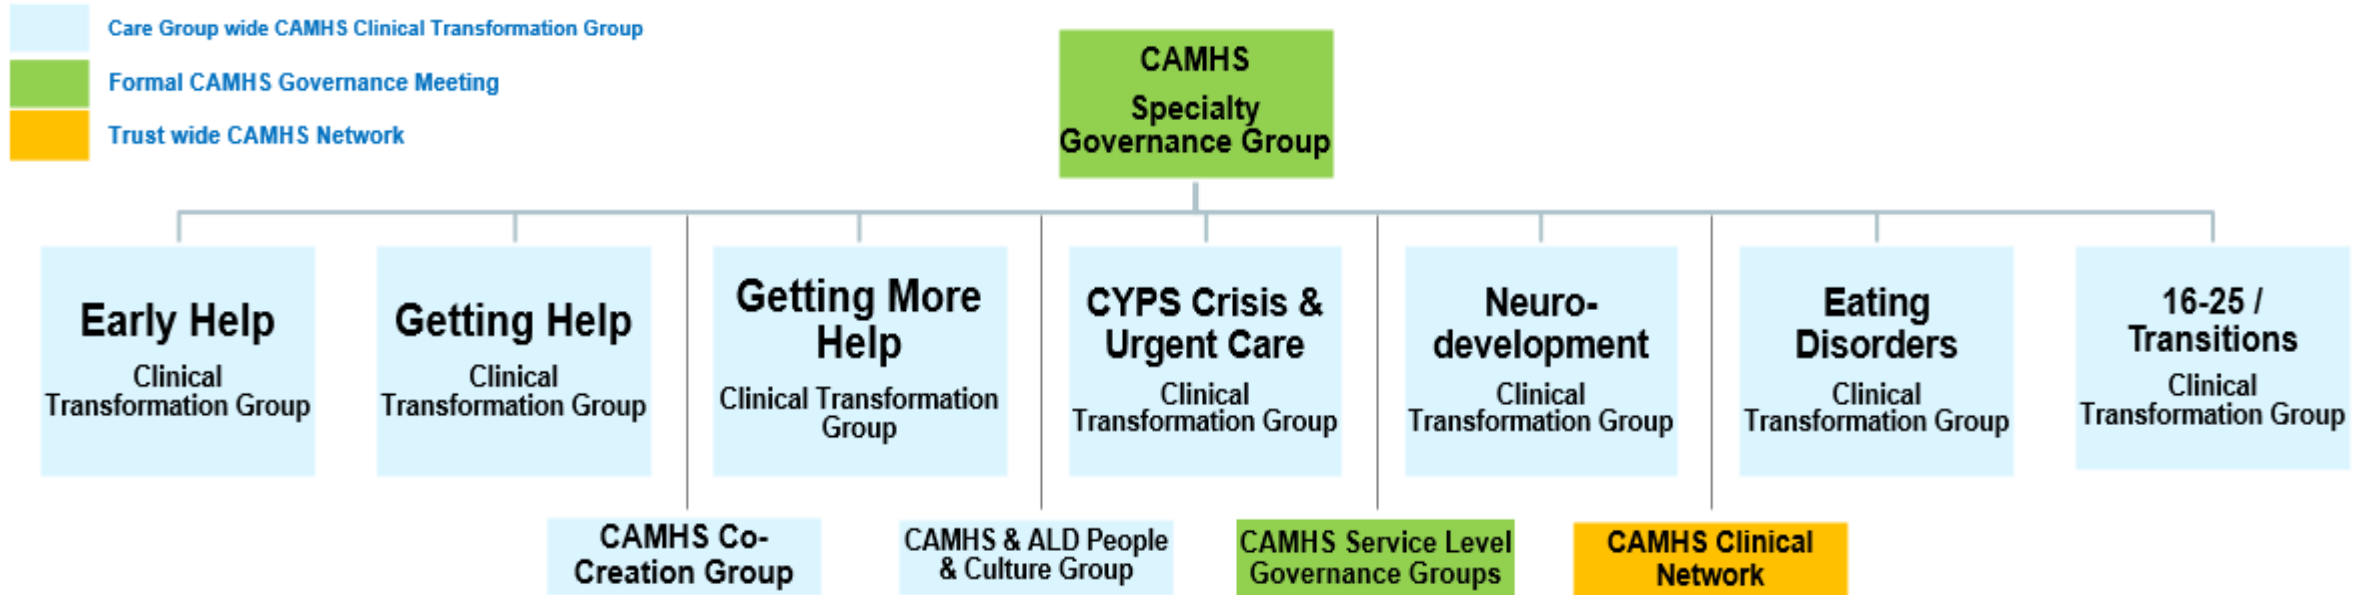 Care Group wide CAMHS Clinical Transformation Group
Formal CAMHS Governance Meeting
Trust wide CAMHS Network
CAMHS
Specialty
Governance Group
Early Help
Clinical
Transformation Group
Getting Help
Clinical
Transformation Group
Getting More
Help
Clinical Transformation
Group
CYPS Crisis &
Urgent Care
Clinical
Transformation Group
Neuro-
development
Clinical
Transformation Group
Eating
Disorders
Clinical
Transformation Group
16-25 /
Transitions
Clinical
Transformation Group
CAMHS Co-
Creation Group
CAMHS & ALD People
& Culture Group
CAMHS Service Level
Governance Groups
CAMHS Clinical
Network